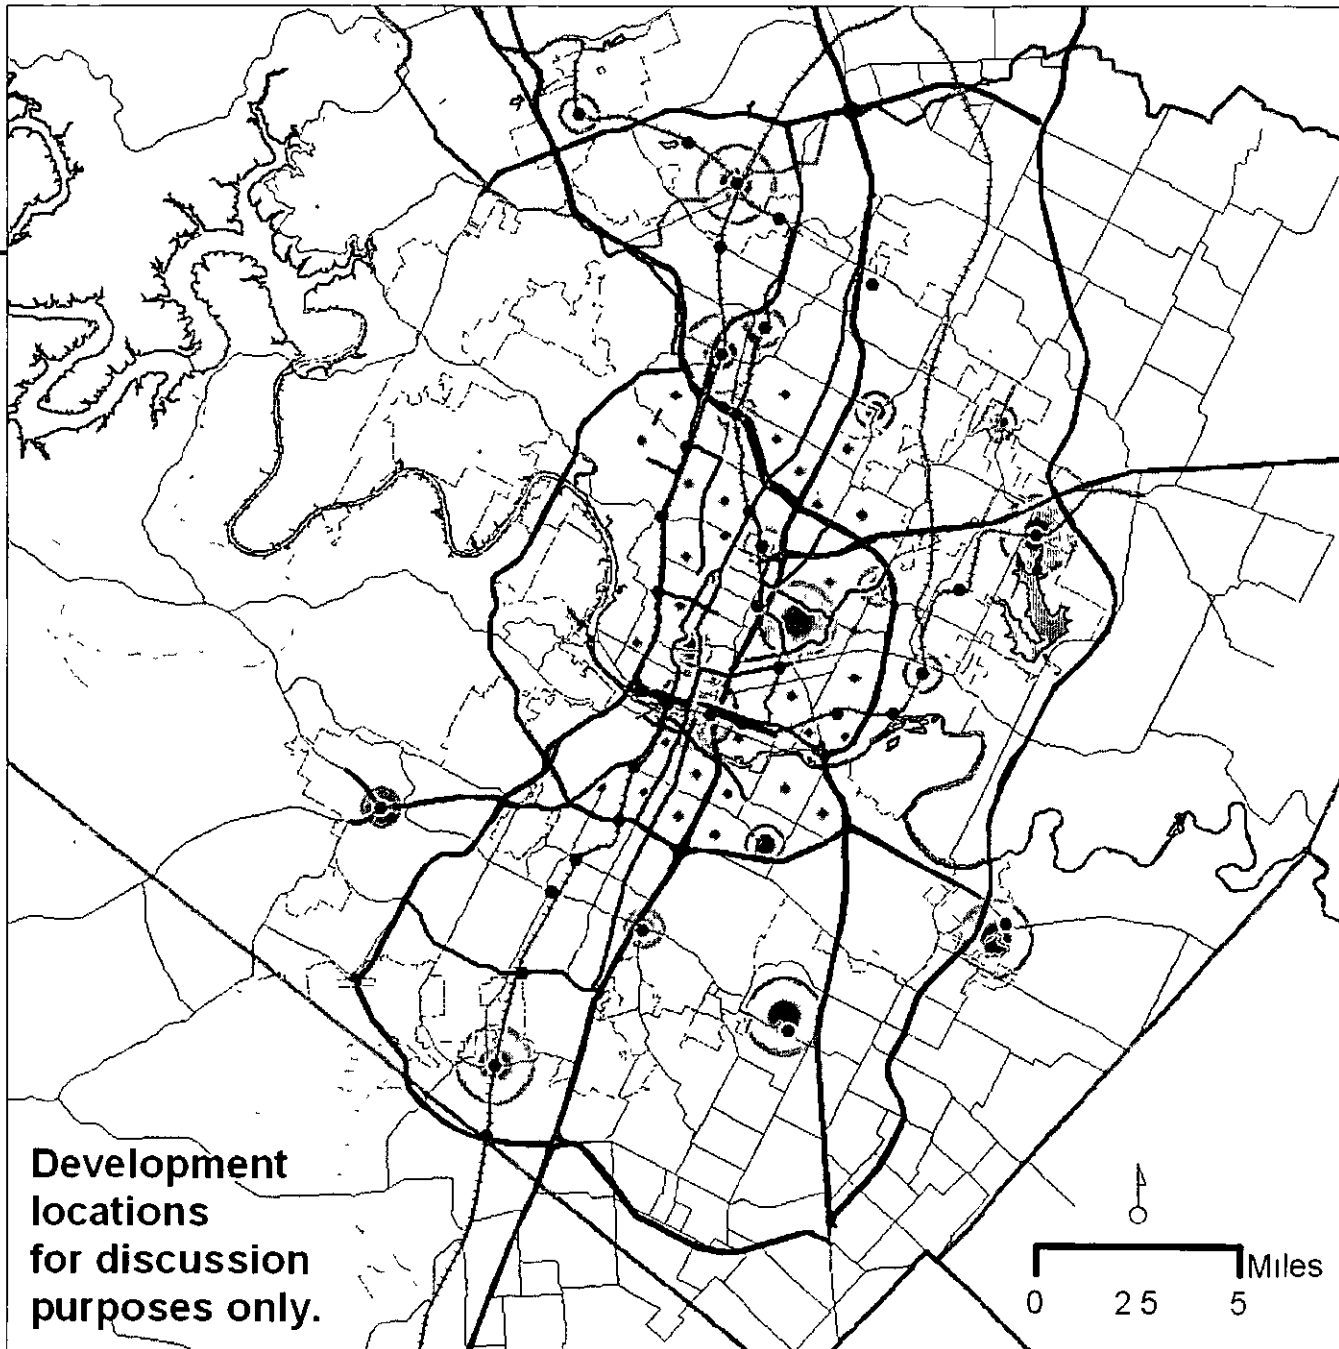 Development
locations
for discussion
purposes only.
Miles
0 2 5 5